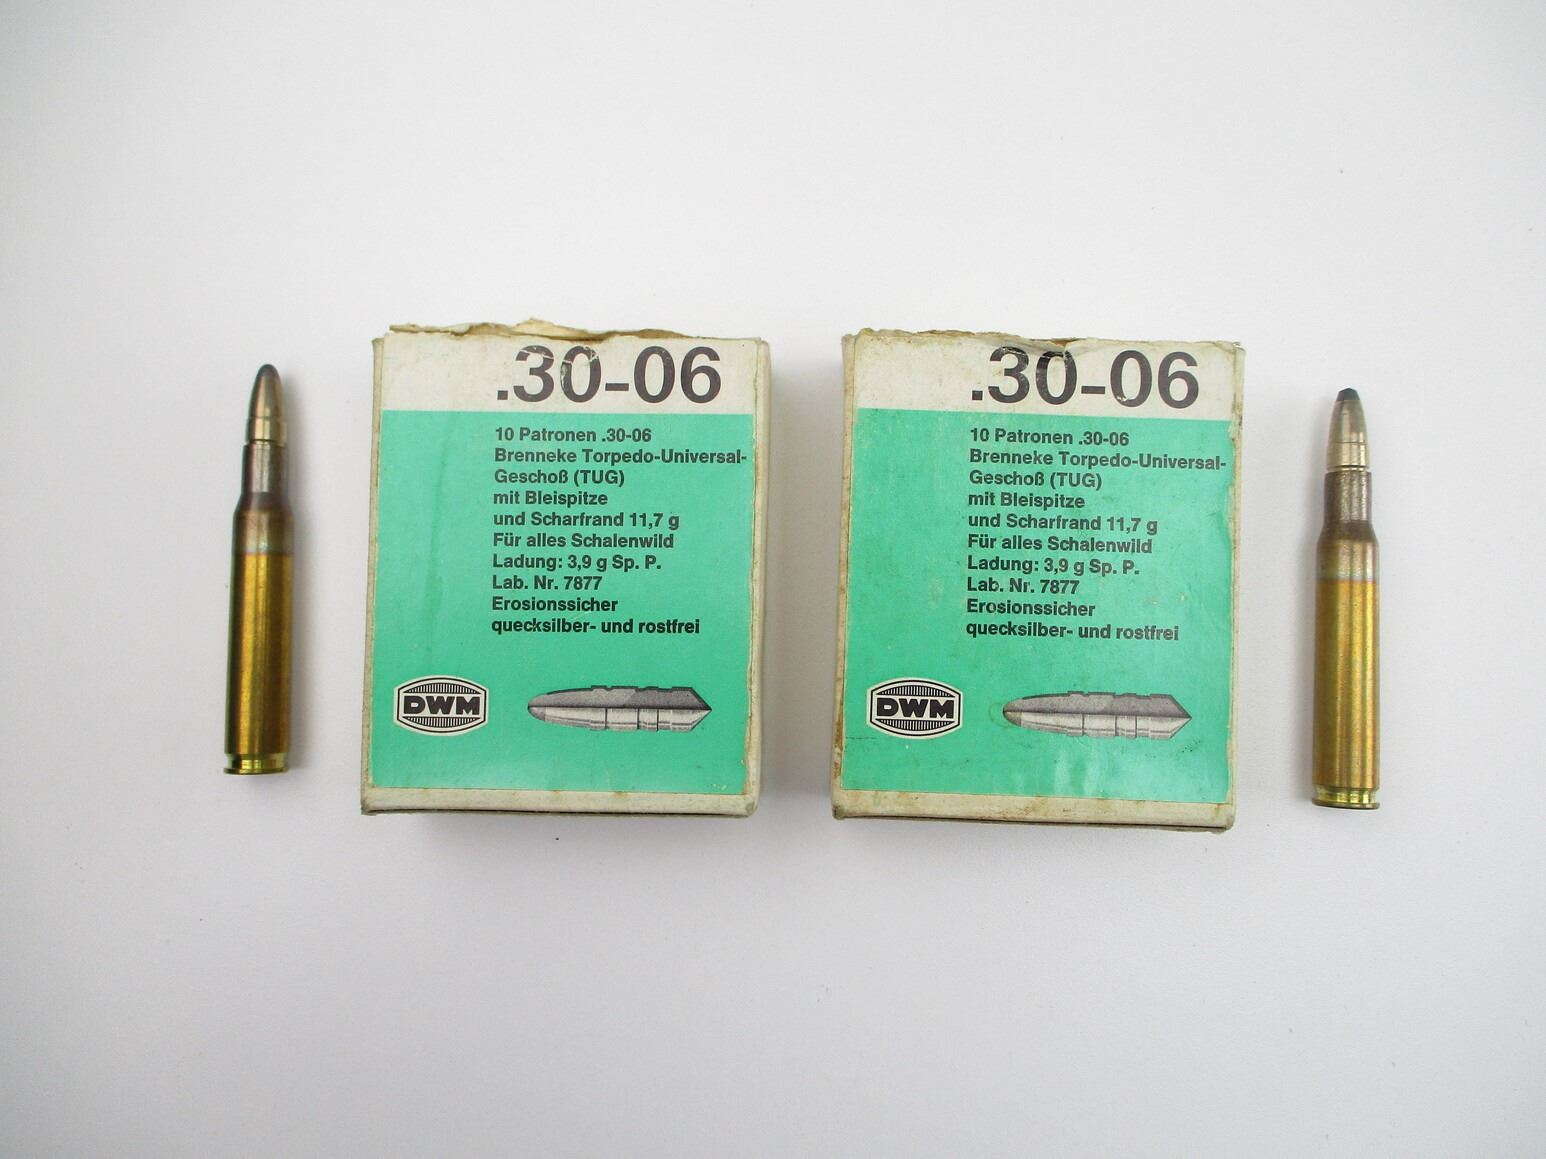 .30-06
10 Patronen .30-06
Brenneke Torpedo-Universal-
Geschoß (TUG)
mit Bleispitze
und Scharfrand 11,7 g
Für alles Schalenwild
Ladung: 3,9 g Sp. P.
Lab. Nr. 7877
Erosionssicher
quecksilber- und rostfrei
DWM
.30-06
10 Patronen .30-06
Brenneke Torpedo-Universal-
Geschoß (TUG)
mit Bleispitze
und Scharfrand 11,7 g
Für alles Schalenwild
Ladung: 3,9 g Sp. P.
Lab. Nr. 7877
Erosionssicher
quecksilber- und rostfrei
DWM